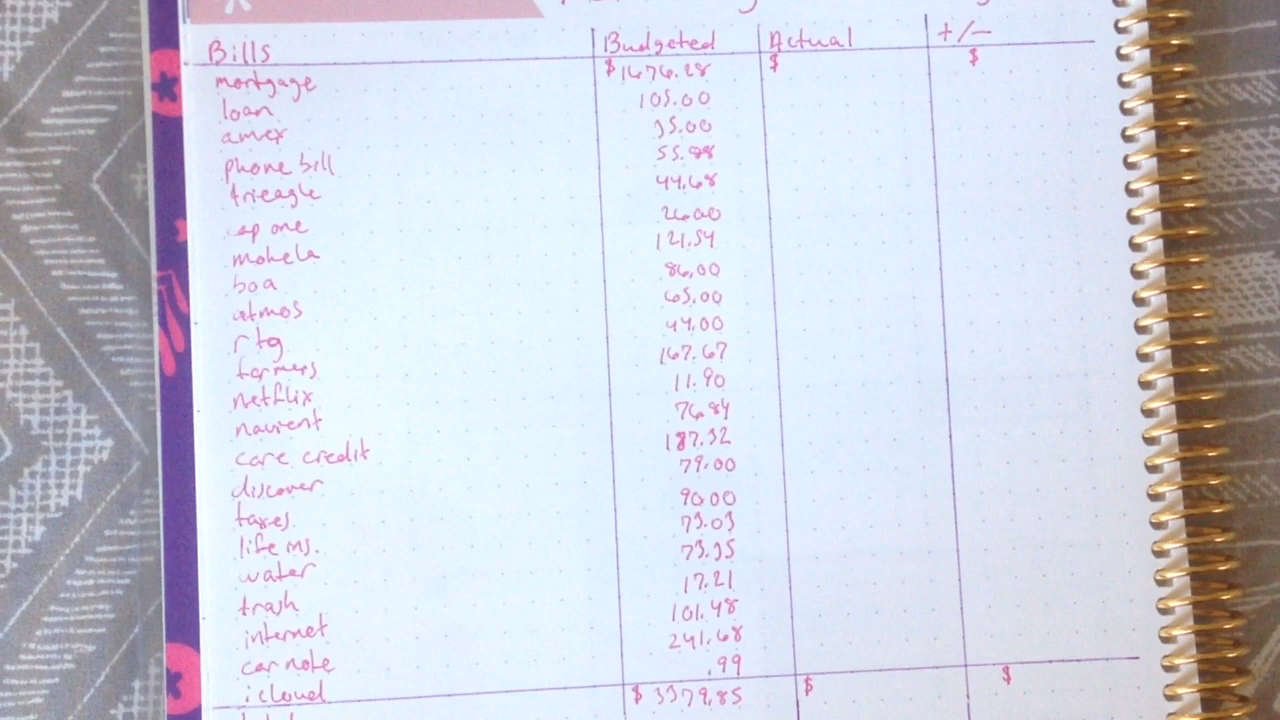 Bills Budgeted Actual +/-
mortgage $1676.28 $ $
loan 105.00
amex 35.00
phone bill 55.88
trieagle 44.68
cap one 26.00
mohela 121.54
boa 86.00
atmos 65.00
rtg 44.00
farmers 167.67
netflix 11.90
navient 76.84
care credit 187.32
discover 79.00
taxes 90.00
life ins. 73.03
water 73.35
trash 17.21
internet 101.48
car note 241.68
icloud .99
$3379.85 $ $